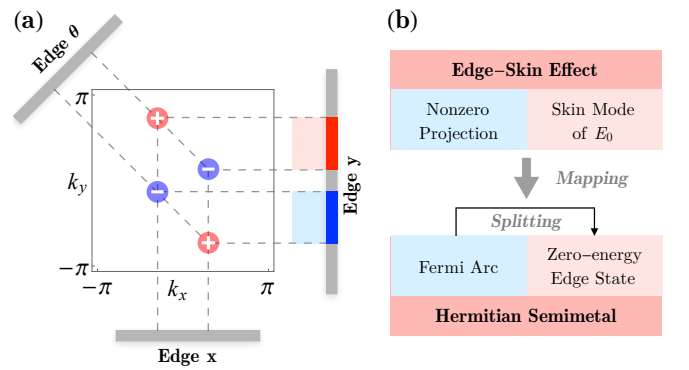 (a)
Edge θ
π
+
−
k_y
−
+
−π
−π
k_x
π
Edge x
Edge y
(b)
Edge–Skin Effect
Nonzero
Projection
Skin Mode
of E_0
Mapping
Splitting
Fermi Arc
Zero–energy
Edge State
Hermitian Semimetal